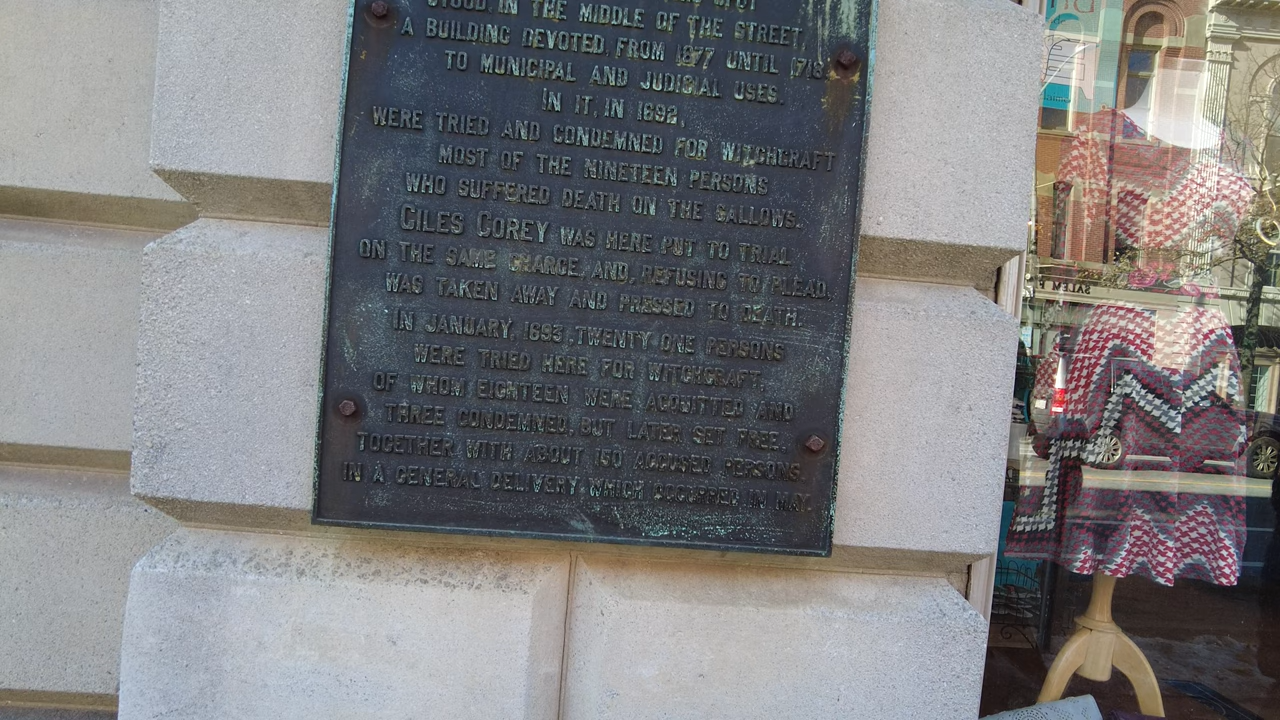 STOOD, IN THE MIDDLE OF THE STREET,
A BUILDING DEVOTED, FROM 1677 UNTIL 1718,
TO MUNICIPAL AND JUDICIAL USES.
IN IT, IN 1692,
WERE TRIED AND CONDEMNED FOR WITCHCRAFT
MOST OF THE NINETEEN PERSONS
WHO SUFFERED DEATH ON THE GALLOWS.
GILES COREY WAS HERE PUT TO TRIAL
ON THE SAME CHARGE, AND, REFUSING TO PLEAD,
WAS TAKEN AWAY AND PRESSED TO DEATH.
IN JANUARY, 1693, TWENTY ONE PERSONS
WERE TRIED HERE FOR WITCHCRAFT,
OF WHOM EIGHTEEN WERE ACQUITTED AND
THREE CONDEMNED, BUT LATER SET FREE,
TOGETHER WITH ABOUT 150 ACCUSED PERSONS,
IN A GENERAL DELIVERY WHICH OCCURRED IN MAY.
SALEM